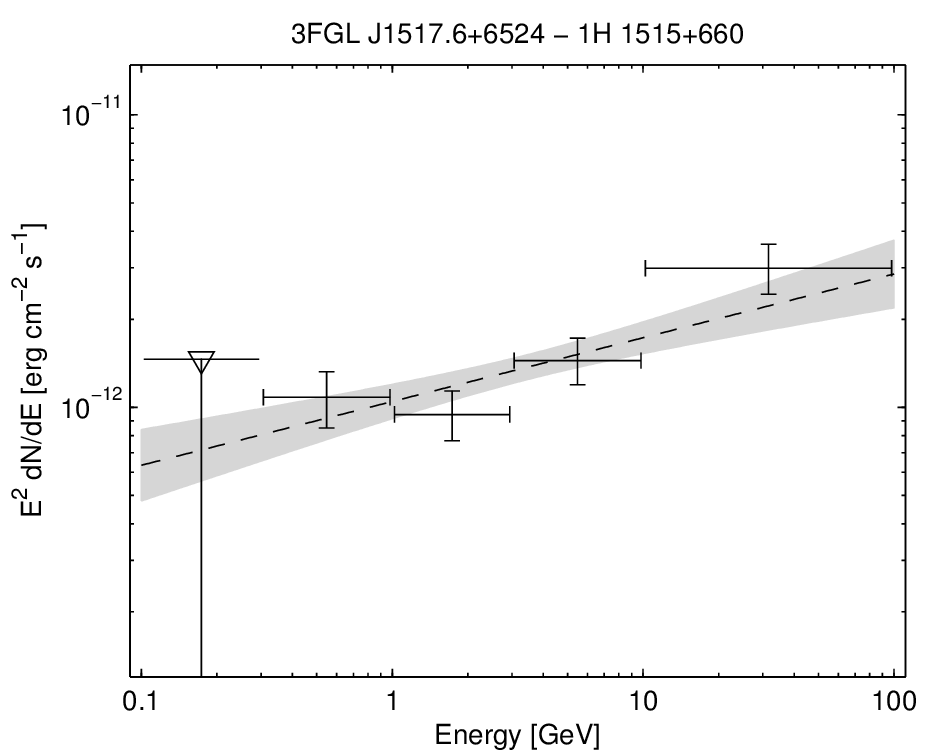 3FGL J1517.6+6524 − 1H 1515+660
10⁻¹¹
10⁻¹²
E² dN/dE [erg cm⁻² s⁻¹]
0.1 1 10 100
Energy [GeV]